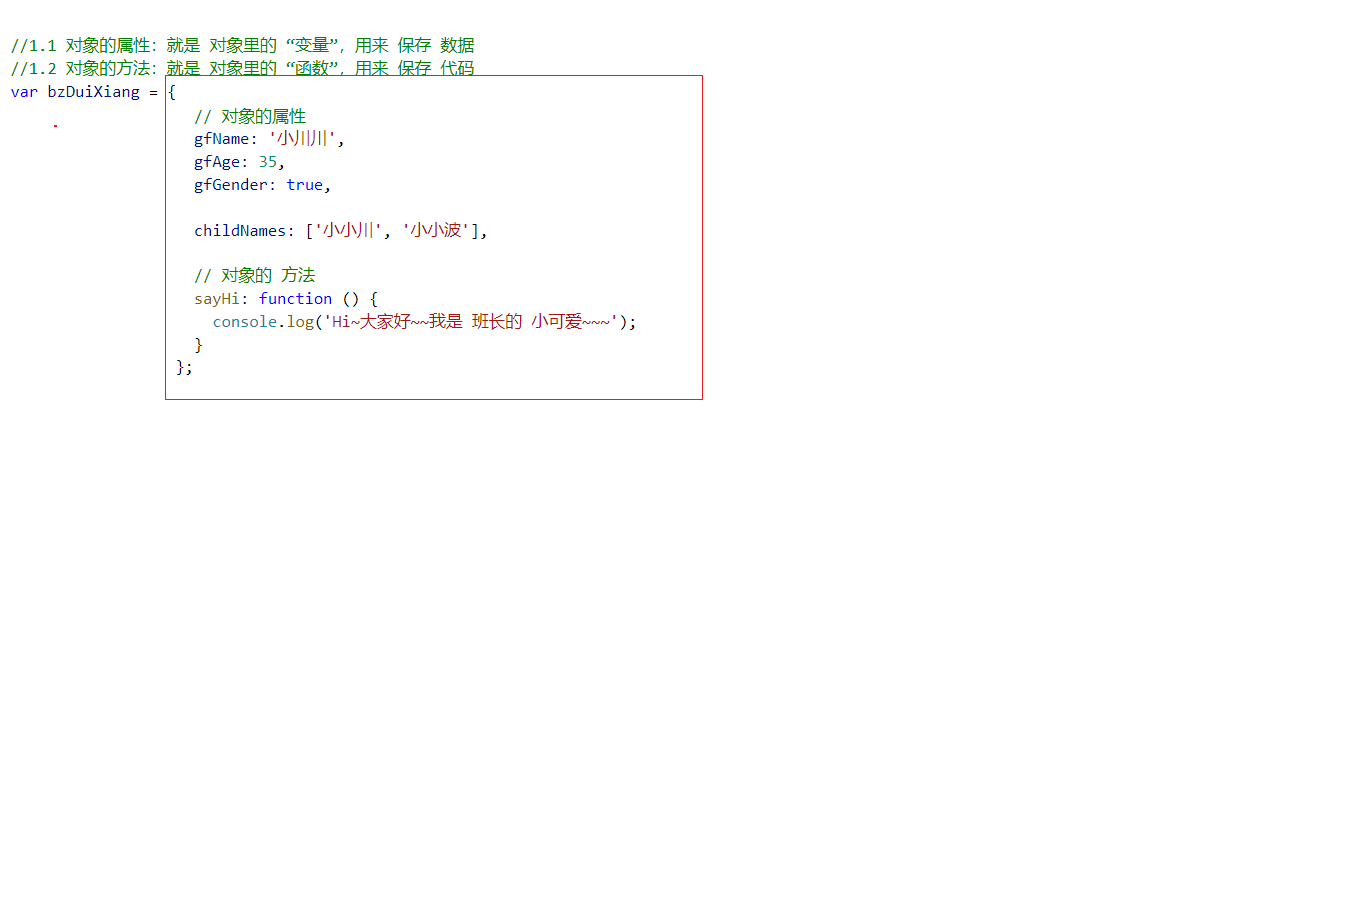 //1.1 对象的属性：就是 对象里的 “变量”，用来 保存 数据
//1.2 对象的方法：就是 对象里的 “函数”，用来 保存 代码
var bzDuiXiang = {
// 对象的属性
gfName: '小川川',
gfAge: 35,
gfGender: true,
childNames: ['小小川', '小小波'],
// 对象的 方法
sayHi: function () {
console.log('Hi~大家好~~我是 班长的 小可爱~~~');
}
};